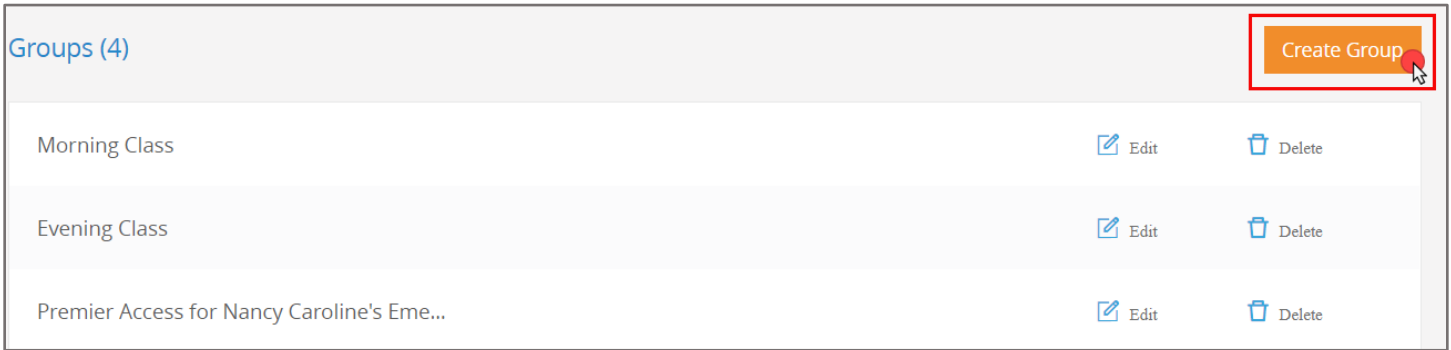 Groups (4)
Create Group
Morning Class
Edit
Delete
Evening Class
Edit
Delete
Premier Access for Nancy Caroline's Eme...
Edit
Delete